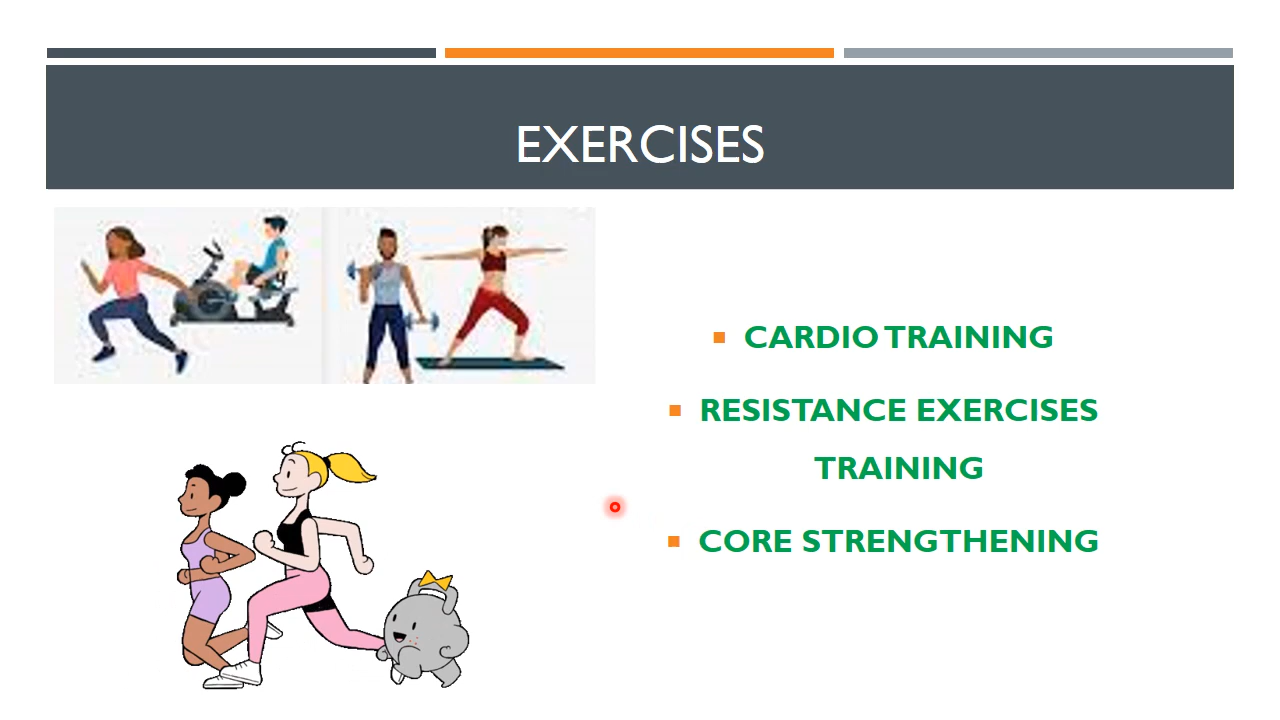 EXERCISES
CARDIO TRAINING
RESISTANCE EXERCISES
TRAINING
CORE STRENGTHENING